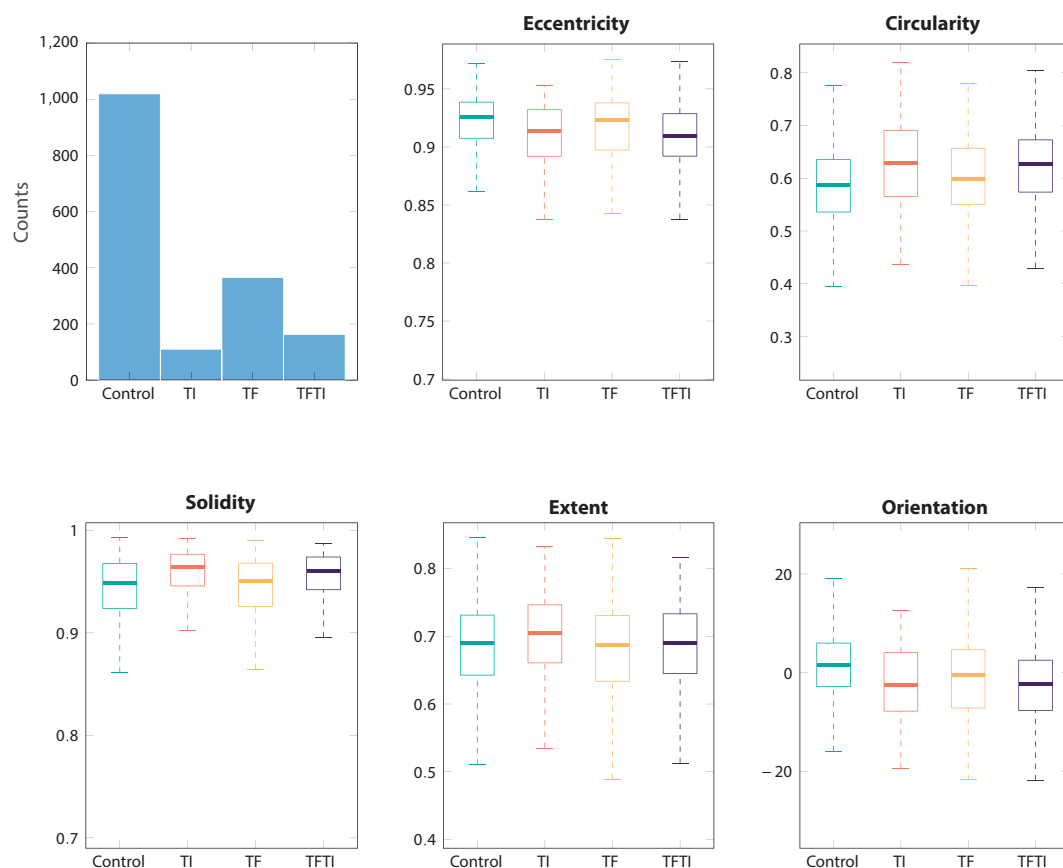 Eccentricity
Circularity
1,200
1,000
800
600
400
200
0
Counts
Control TI TF TFTI
0.95
0.9
0.85
0.8
0.75
0.7
Control TI TF TFTI
0.8
0.7
0.6
0.5
0.4
0.3
Control TI TF TFTI
Solidity
Extent
Orientation
1
0.9
0.8
0.7
Control TI TF TFTI
0.8
0.7
0.6
0.5
0.4
Control TI TF TFTI
20
0
−20
Control TI TF TFTI